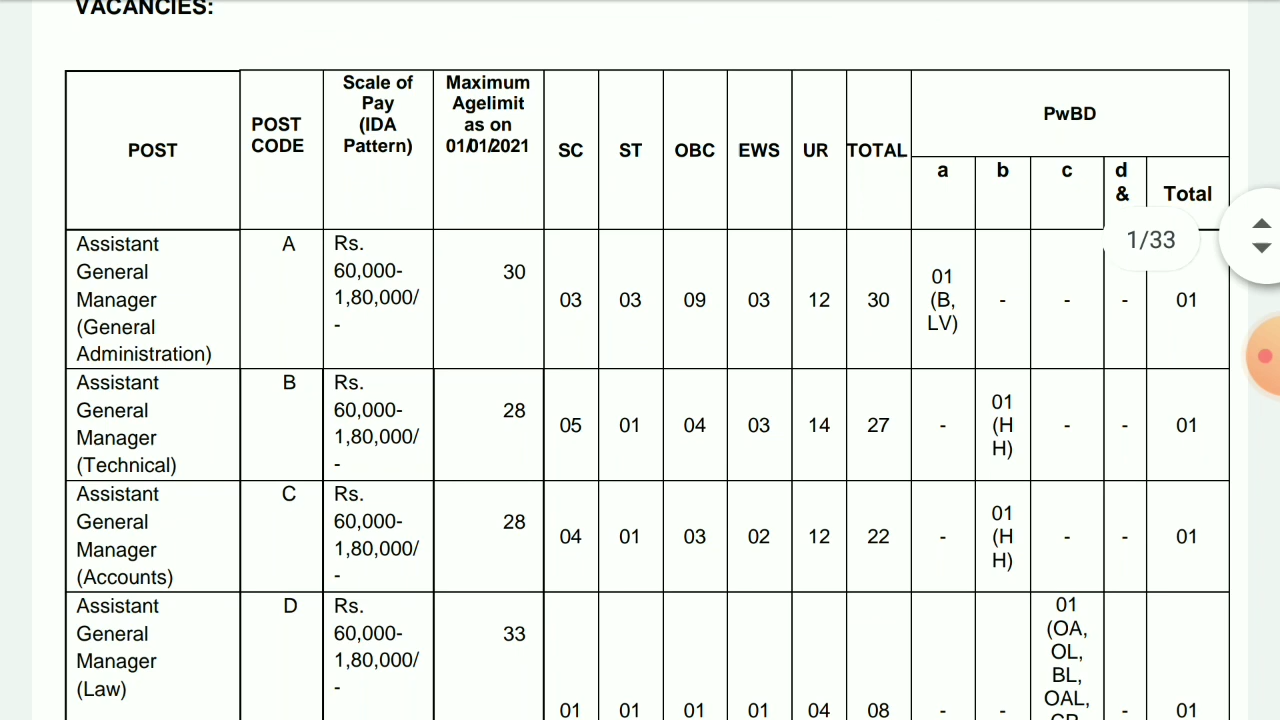 VACANCIES:
POST
POST
CODE
Scale of
Pay
(IDA
Pattern)
Maximum
Agelimit
as on
01/01/2021
SC
ST
OBC
EWS
UR
TOTAL
PwBD
a
b
c
d
&
Total
1/33
Assistant
General
Manager
(General
Administration)
A
Rs.
60,000-
1,80,000/
-
30
03
03
09
03
12
30
01
(B,
LV)
-
-
-
01
Assistant
General
Manager
(Technical)
B
Rs.
60,000-
1,80,000/
-
28
05
01
04
03
14
27
-
01
(H
H)
-
-
01
Assistant
General
Manager
(Accounts)
C
Rs.
60,000-
1,80,000/
-
28
04
01
03
02
12
22
-
01
(H
H)
-
-
01
Assistant
General
Manager
(Law)
D
Rs.
60,000-
1,80,000/
-
33
01
01
01
01
04
08
-
-
01
(OA,
OL,
BL,
OAL,
-
01